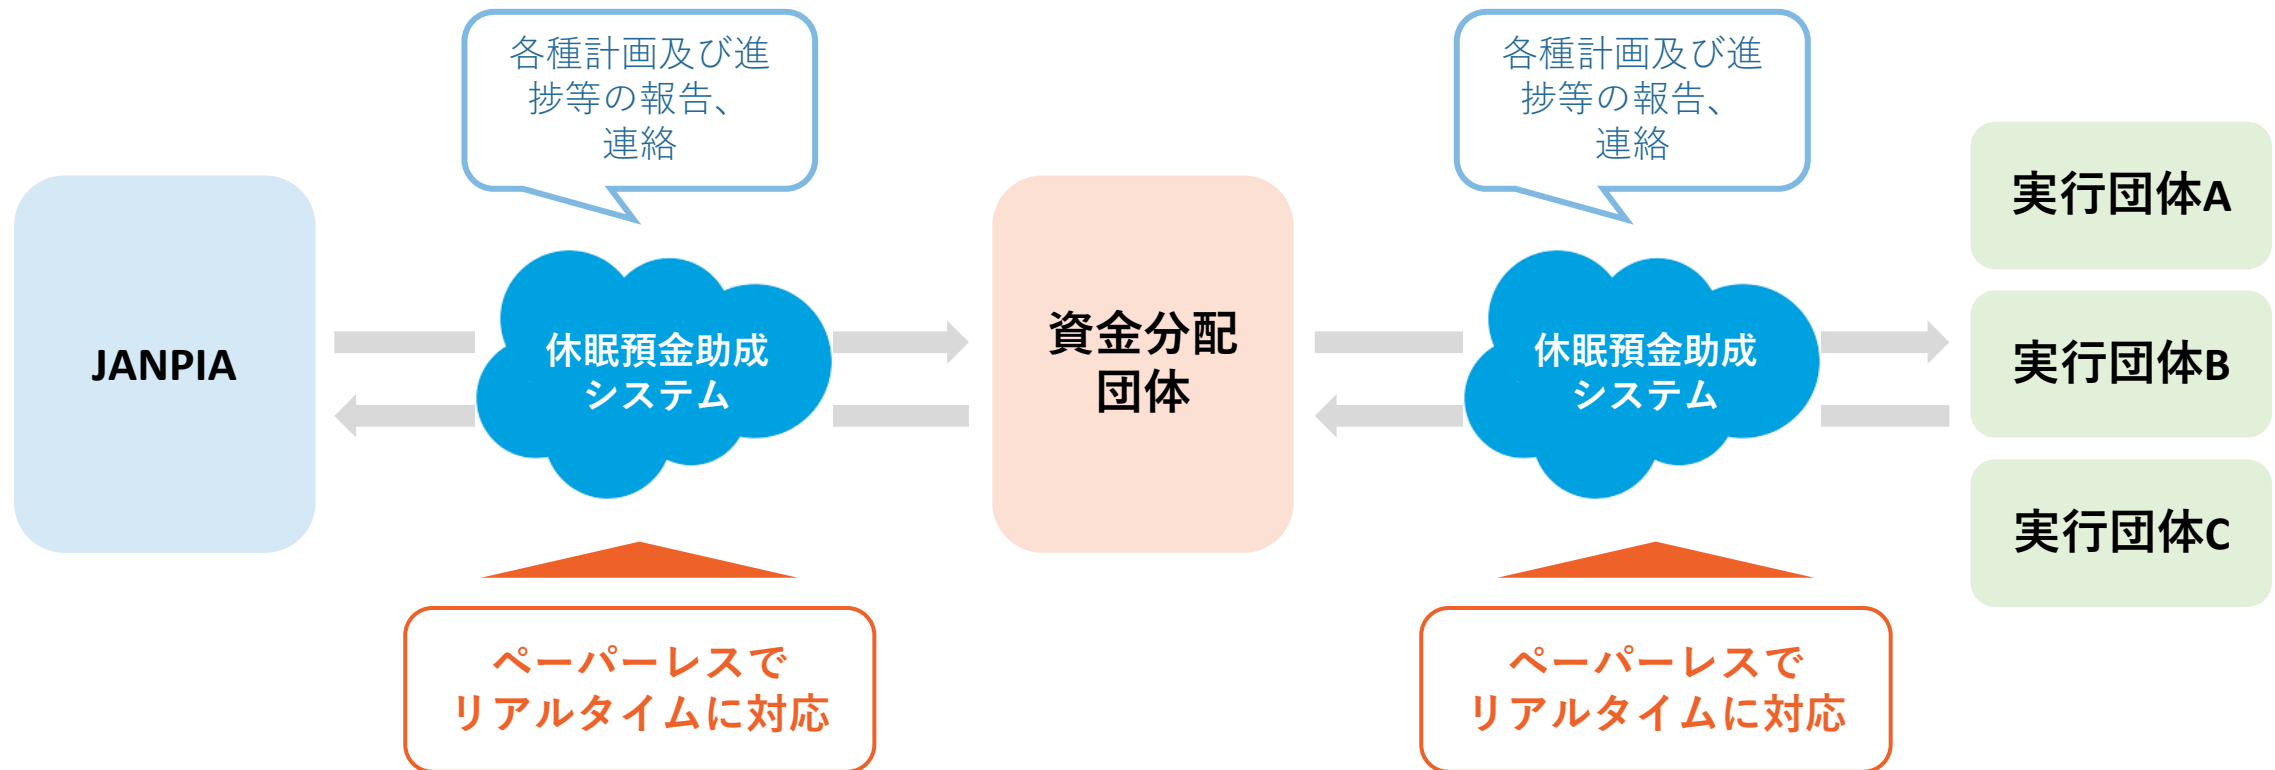 各種計画及び進
捗等の報告、
連絡
各種計画及び進
捗等の報告、
連絡
JANPIA
休眠預金助成
システム
資金分配
団体
休眠預金助成
システム
実行団体A
実行団体B
実行団体C
ペーパーレスで
リアルタイムに対応
ペーパーレスで
リアルタイムに対応